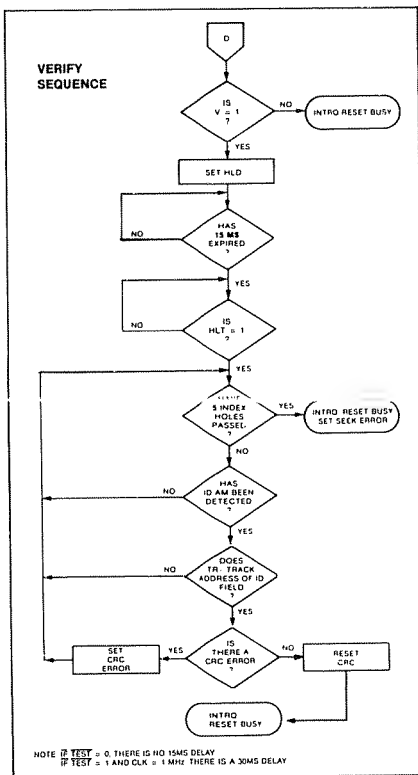 VERIFY
SEQUENCE
D
IS
V = 1
?
NO
INTRO RESET BUSY
YES
SET HLD
NO
HAS
15 MS
EXPIRED
?
YES
NO
IS
HLT = 1
?
YES
5 INDEX
HOLES
PASSED
?
YES
INTRO RESET BUSY
SET SEEK ERROR
NO
NO
HAS
ID AM BEEN
DETECTED
?
YES
NO
DOES
TR = TRACK
ADDRESS OF ID
FIELD
?
YES
SET
CRC
ERROR
YES
IS
THERE A
CRC ERROR
?
NO
RESET
CRC
INTRO
RESET BUSY
NOTE IF TEST = 0, THERE IS NO 15MS DELAY
IF TEST = 1 AND CLK = 1 MHz THERE IS A 30MS DELAY